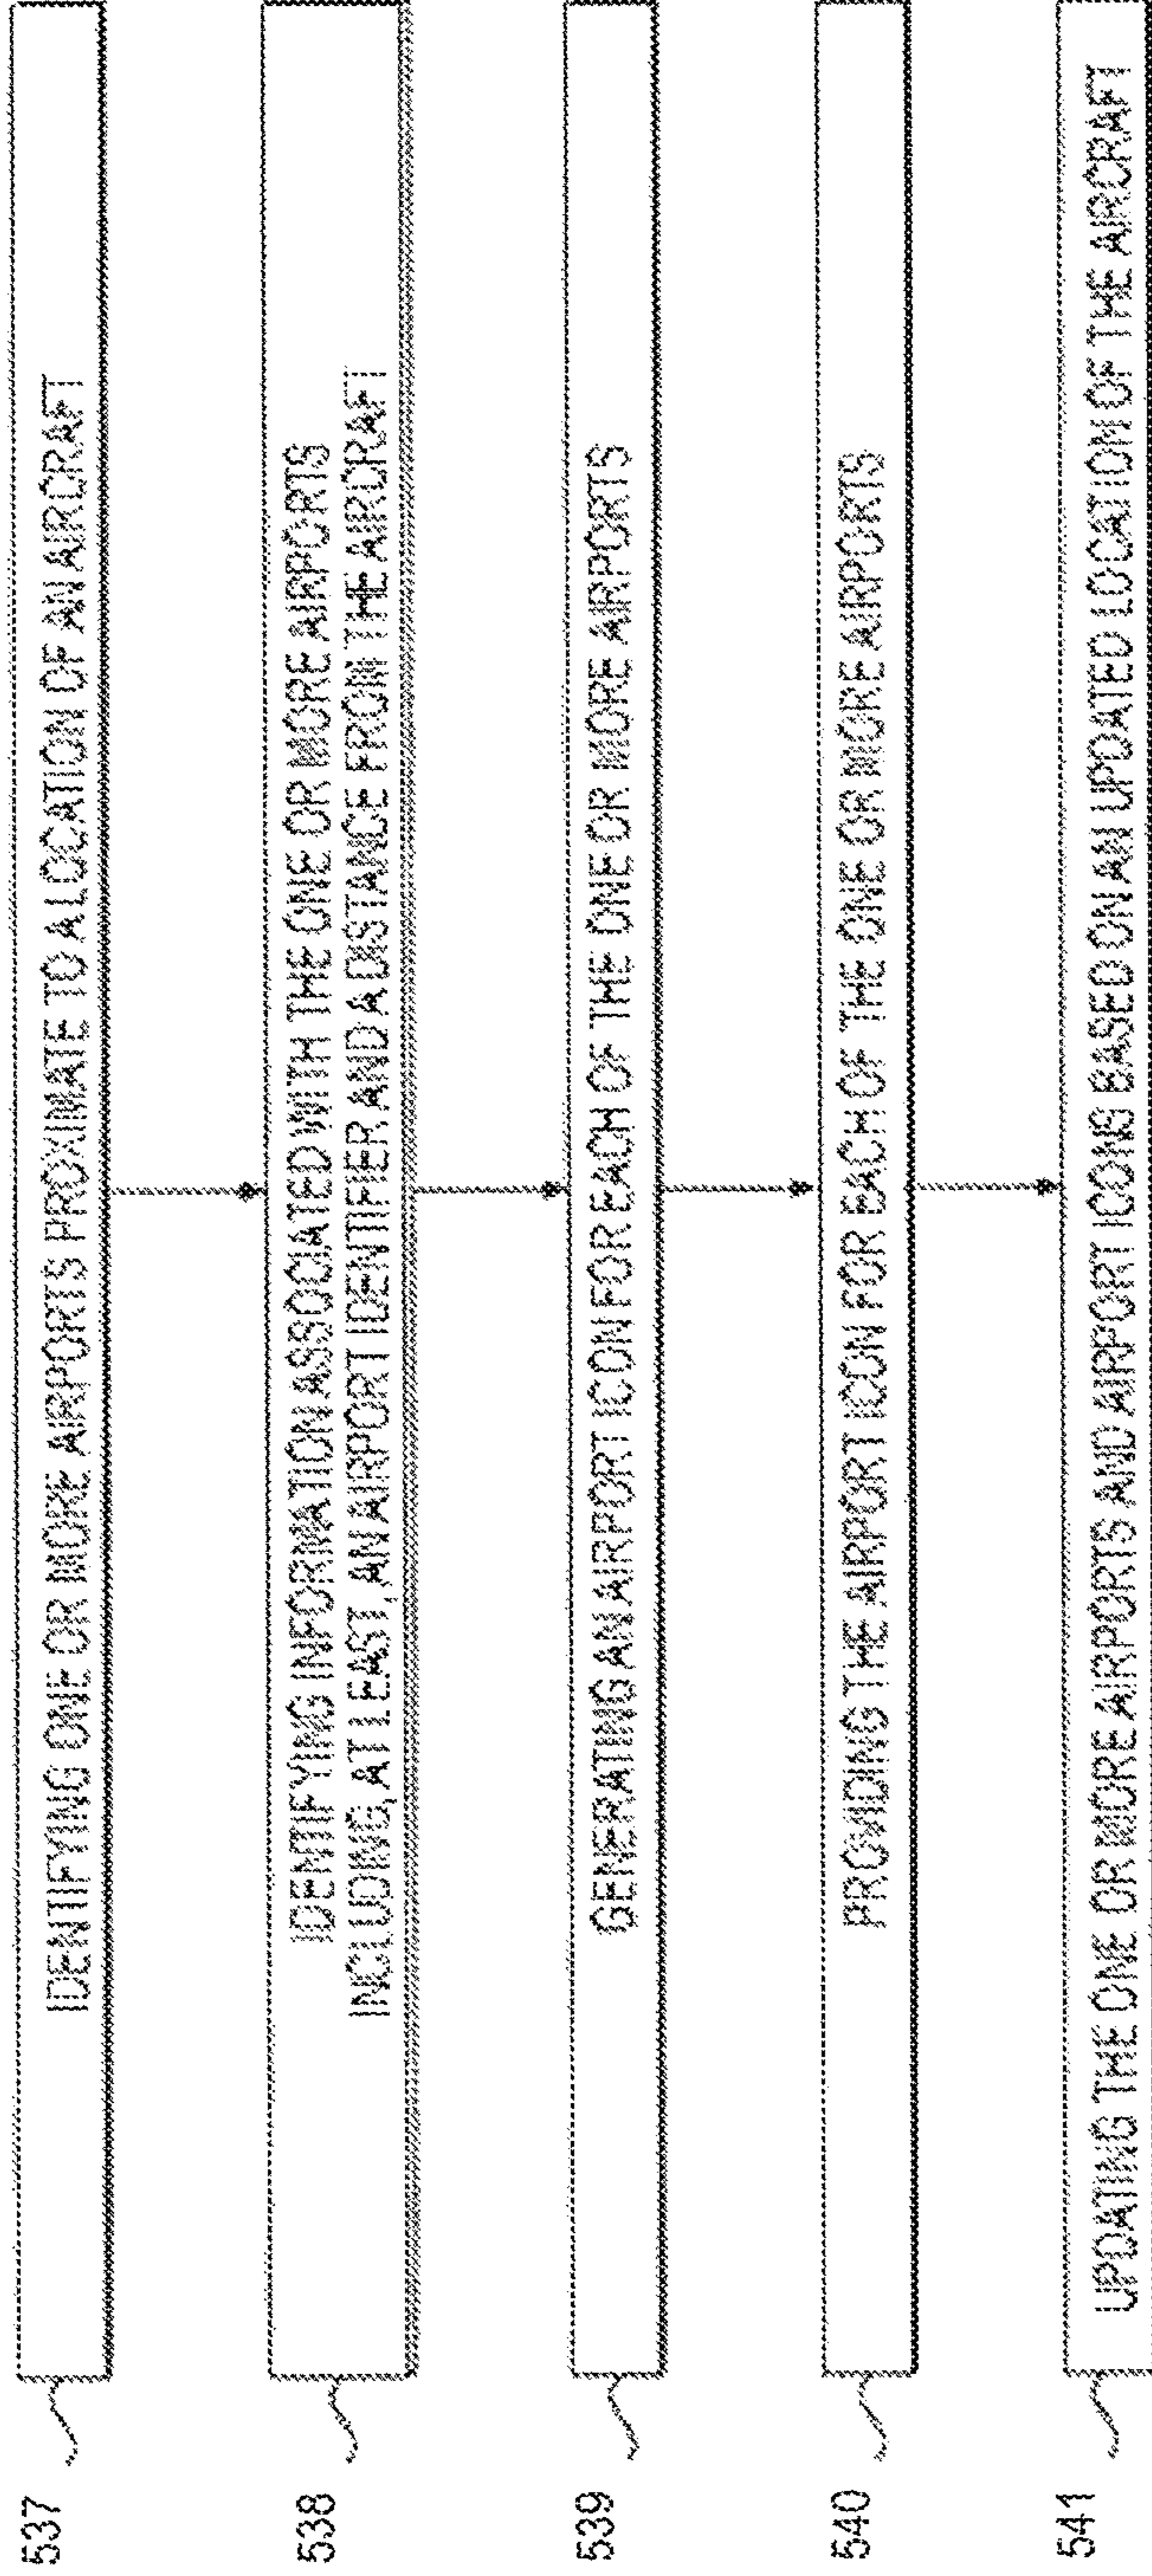 537
IDENTIFYING ONE OR MORE AIRPORTS PROXIMATE TO A LOCATION OF AN AIRCRAFT
538
IDENTIFYING INFORMATION ASSOCIATED WITH THE ONE OR MORE AIRPORTS
INCLUDING, AT LEAST, AN AIRPORT IDENTIFIER AND A DISTANCE FROM THE AIRCRAFT
539
GENERATING AN AIRPORT ICON FOR EACH OF THE ONE OR MORE AIRPORTS
540
PROVIDING THE AIRPORT ICON FOR EACH OF THE ONE OR MORE AIRPORTS
541
UPDATING THE ONE OR MORE AIRPORTS AND AIRPORT ICONS BASED ON AN UPDATED LOCATION OF THE AIRCRAFT